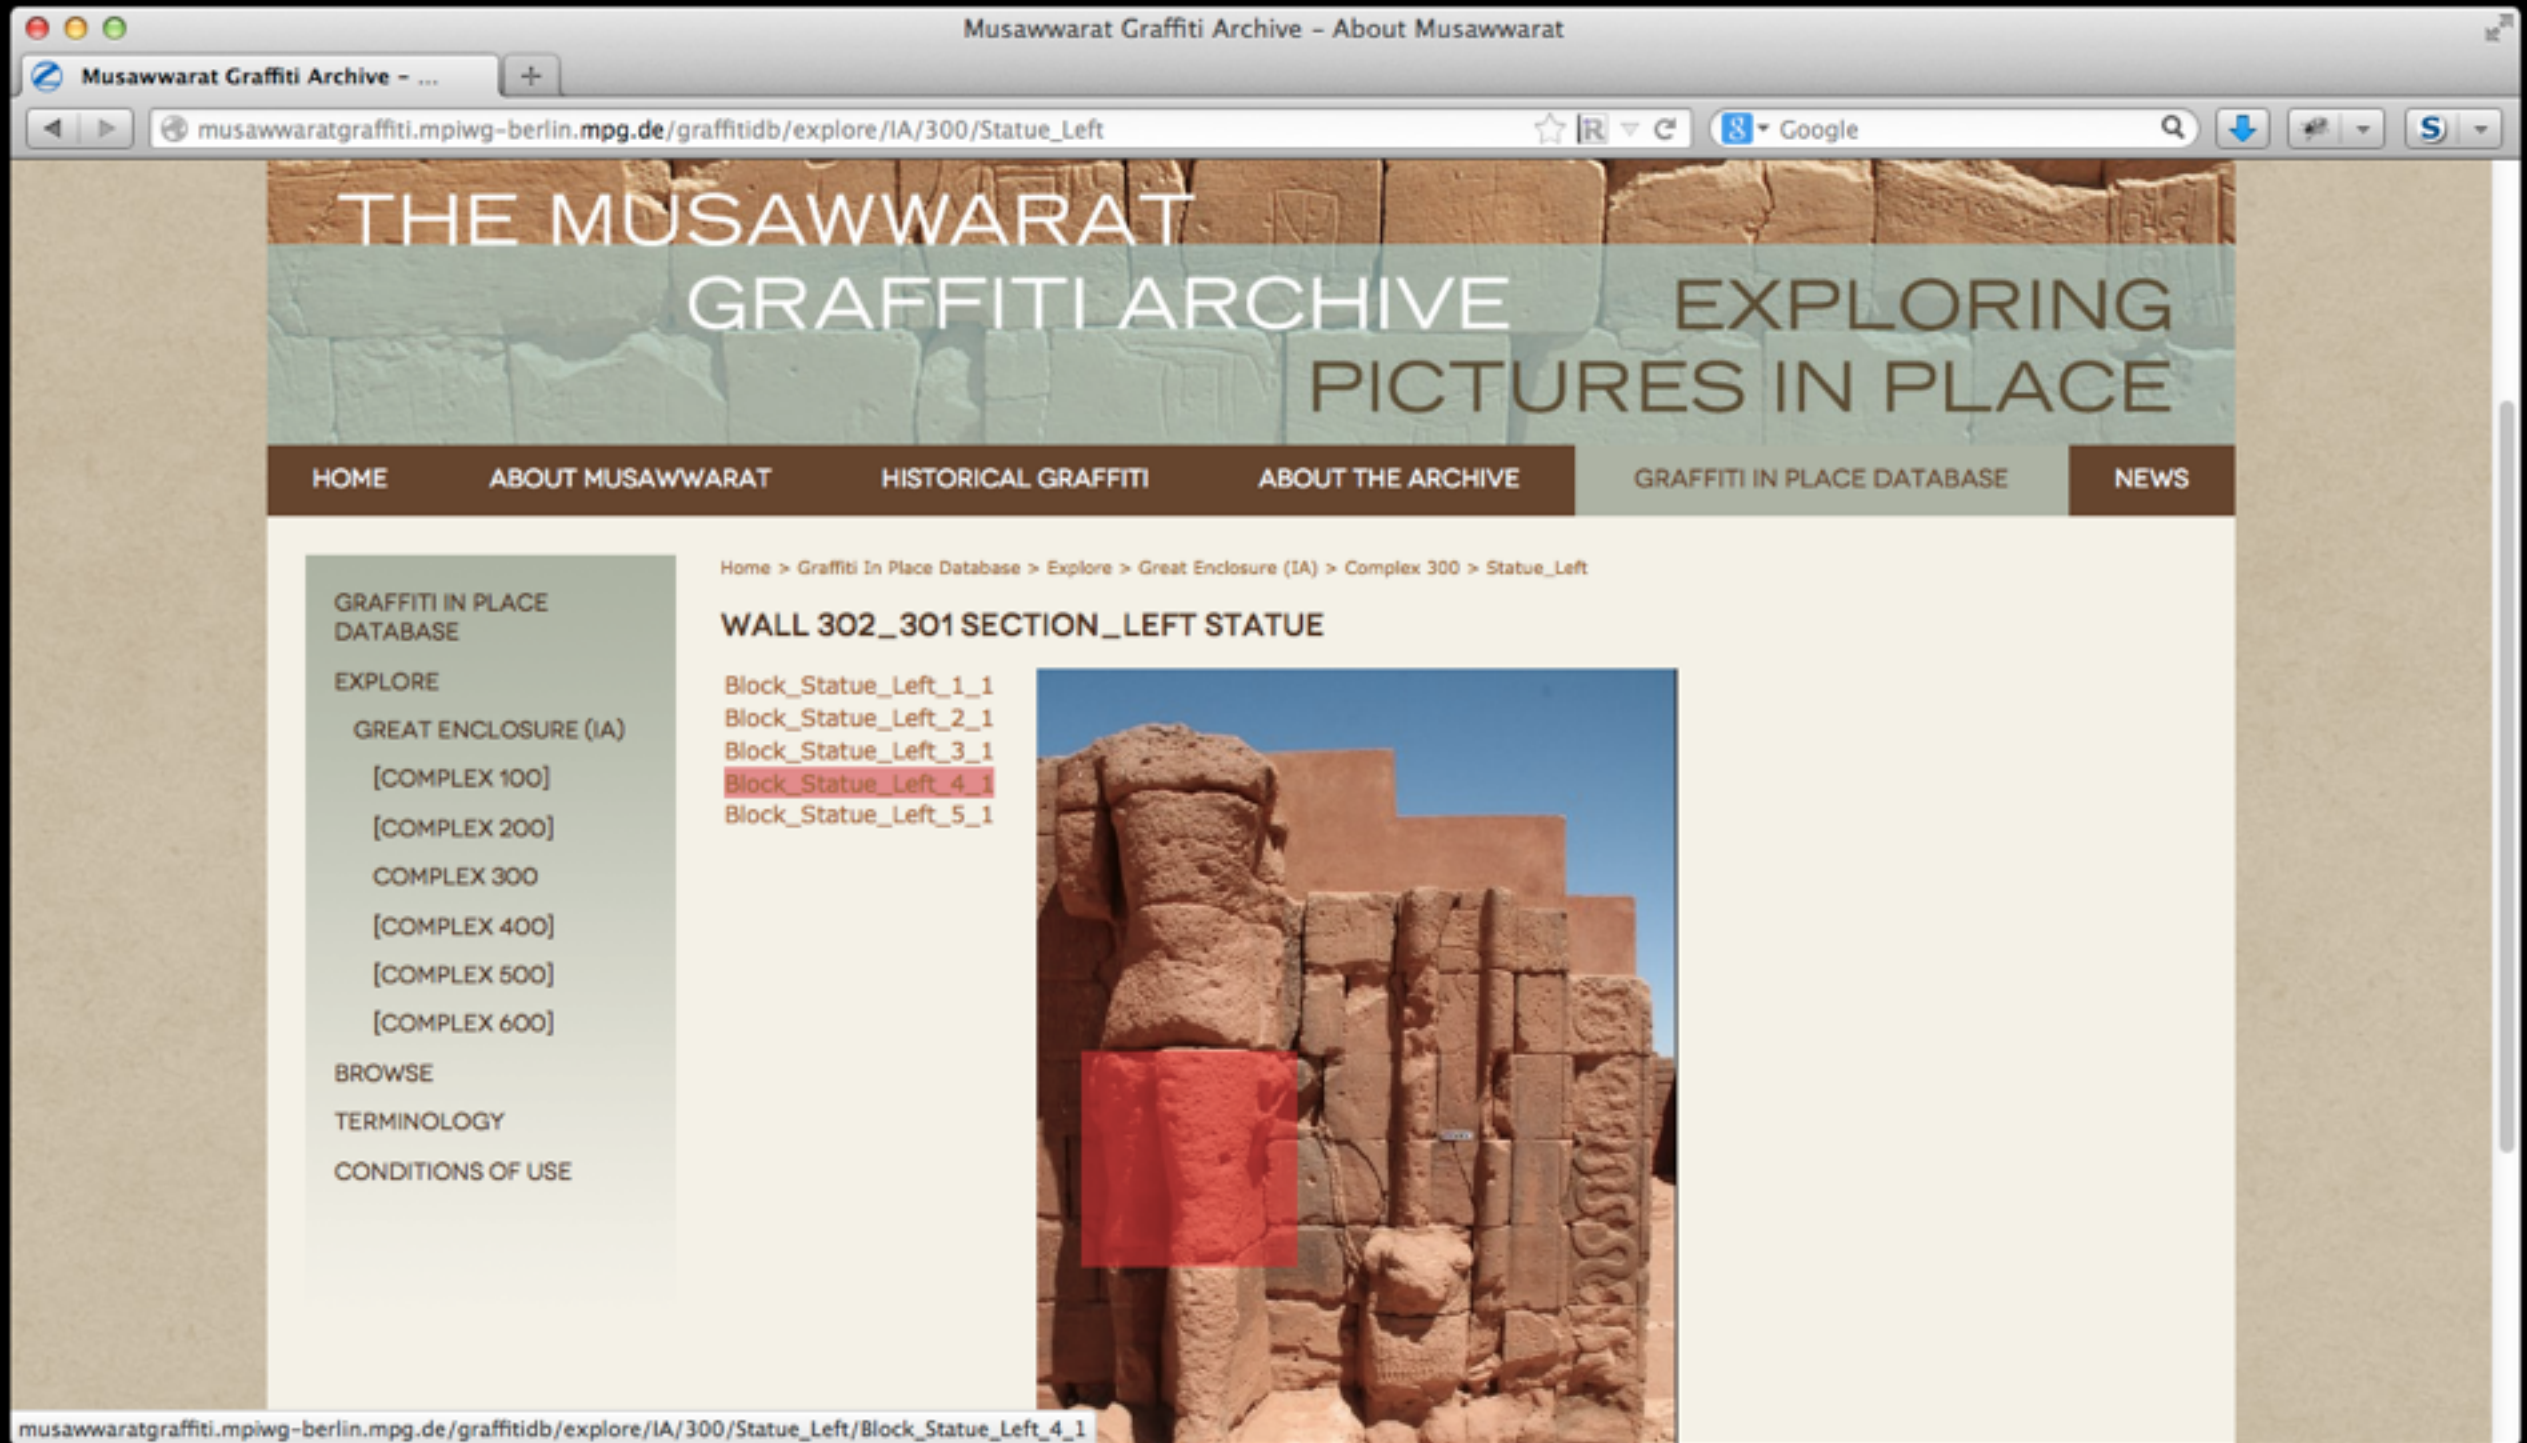 Musawwarat Graffiti Archive – About Musawwarat
Musawwarat Graffiti Archive – ...
musawwaratgraffiti.mpiwg-berlin.mpg.de/graffitidb/explore/IA/300/Statue_Left
Google
THE MUSAWWARAT
GRAFFITI ARCHIVE
EXPLORING
PICTURES IN PLACE
HOME ABOUT MUSAWWARAT HISTORICAL GRAFFITI ABOUT THE ARCHIVE GRAFFITI IN PLACE DATABASE NEWS
GRAFFITI IN PLACE
DATABASE
EXPLORE
GREAT ENCLOSURE (IA)
[COMPLEX 100]
[COMPLEX 200]
COMPLEX 300
[COMPLEX 400]
[COMPLEX 500]
[COMPLEX 600]
BROWSE
TERMINOLOGY
CONDITIONS OF USE
Home > Graffiti In Place Database > Explore > Great Enclosure (IA) > Complex 300 > Statue_Left
WALL 302_301 SECTION_LEFT STATUE
Block_Statue_Left_1_1
Block_Statue_Left_2_1
Block_Statue_Left_3_1
Block_Statue_Left_4_1
Block_Statue_Left_5_1
musawwaratgraffiti.mpiwg-berlin.mpg.de/graffitidb/explore/IA/300/Statue_Left/Block_Statue_Left_4_1